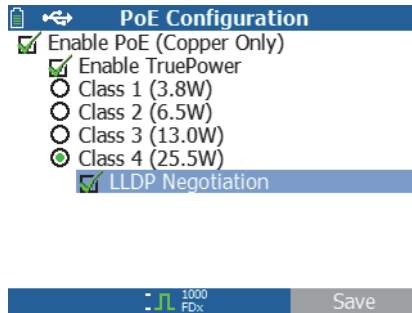 PoE Configuration
Enable PoE (Copper Only)
Enable TruePower
Class 1 (3.8W)
Class 2 (6.5W)
Class 3 (13.0W)
Class 4 (25.5W)
LLDP Negotiation
1000
FDx
Save